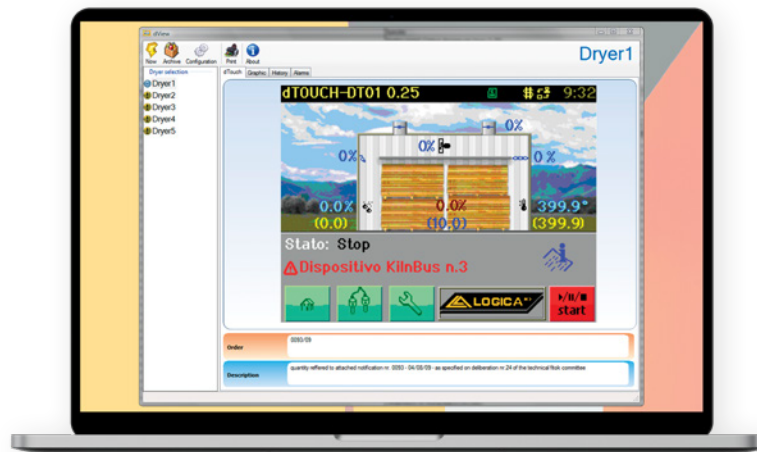 dView
Now Archive Configuration Print About
Dryer1
Dryer selection
dTouch Graphic History Alarms
Dryer1
Dryer2
Dryer3
Dryer4
Dryer5
dTOUCH-DT01 0.25 9:32
0%
0%
0% 0 %
0.0% 0.0% 399.9°
(0.0) (10.0) (399.9)
Stato: Stop
Dispositivo KilnBus n.3
LOGICA
▶/II/■
start
Order
0093/09
Description
quantity reffered to attached notification nr. 0093 - 04/08/09 - as specified on deliberation nr.24 of the technical committee